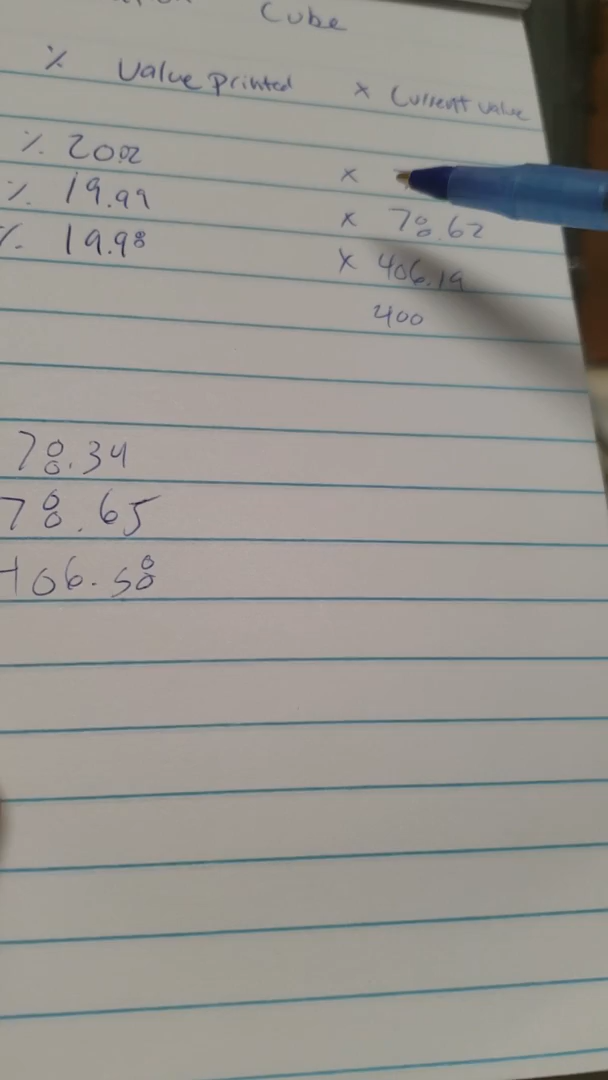 Cube
% Value printed x Current value
% 20.02 x
% 19.99 x 78.62
% 19.98 x 406.19
400
78.34
78.65
406.58